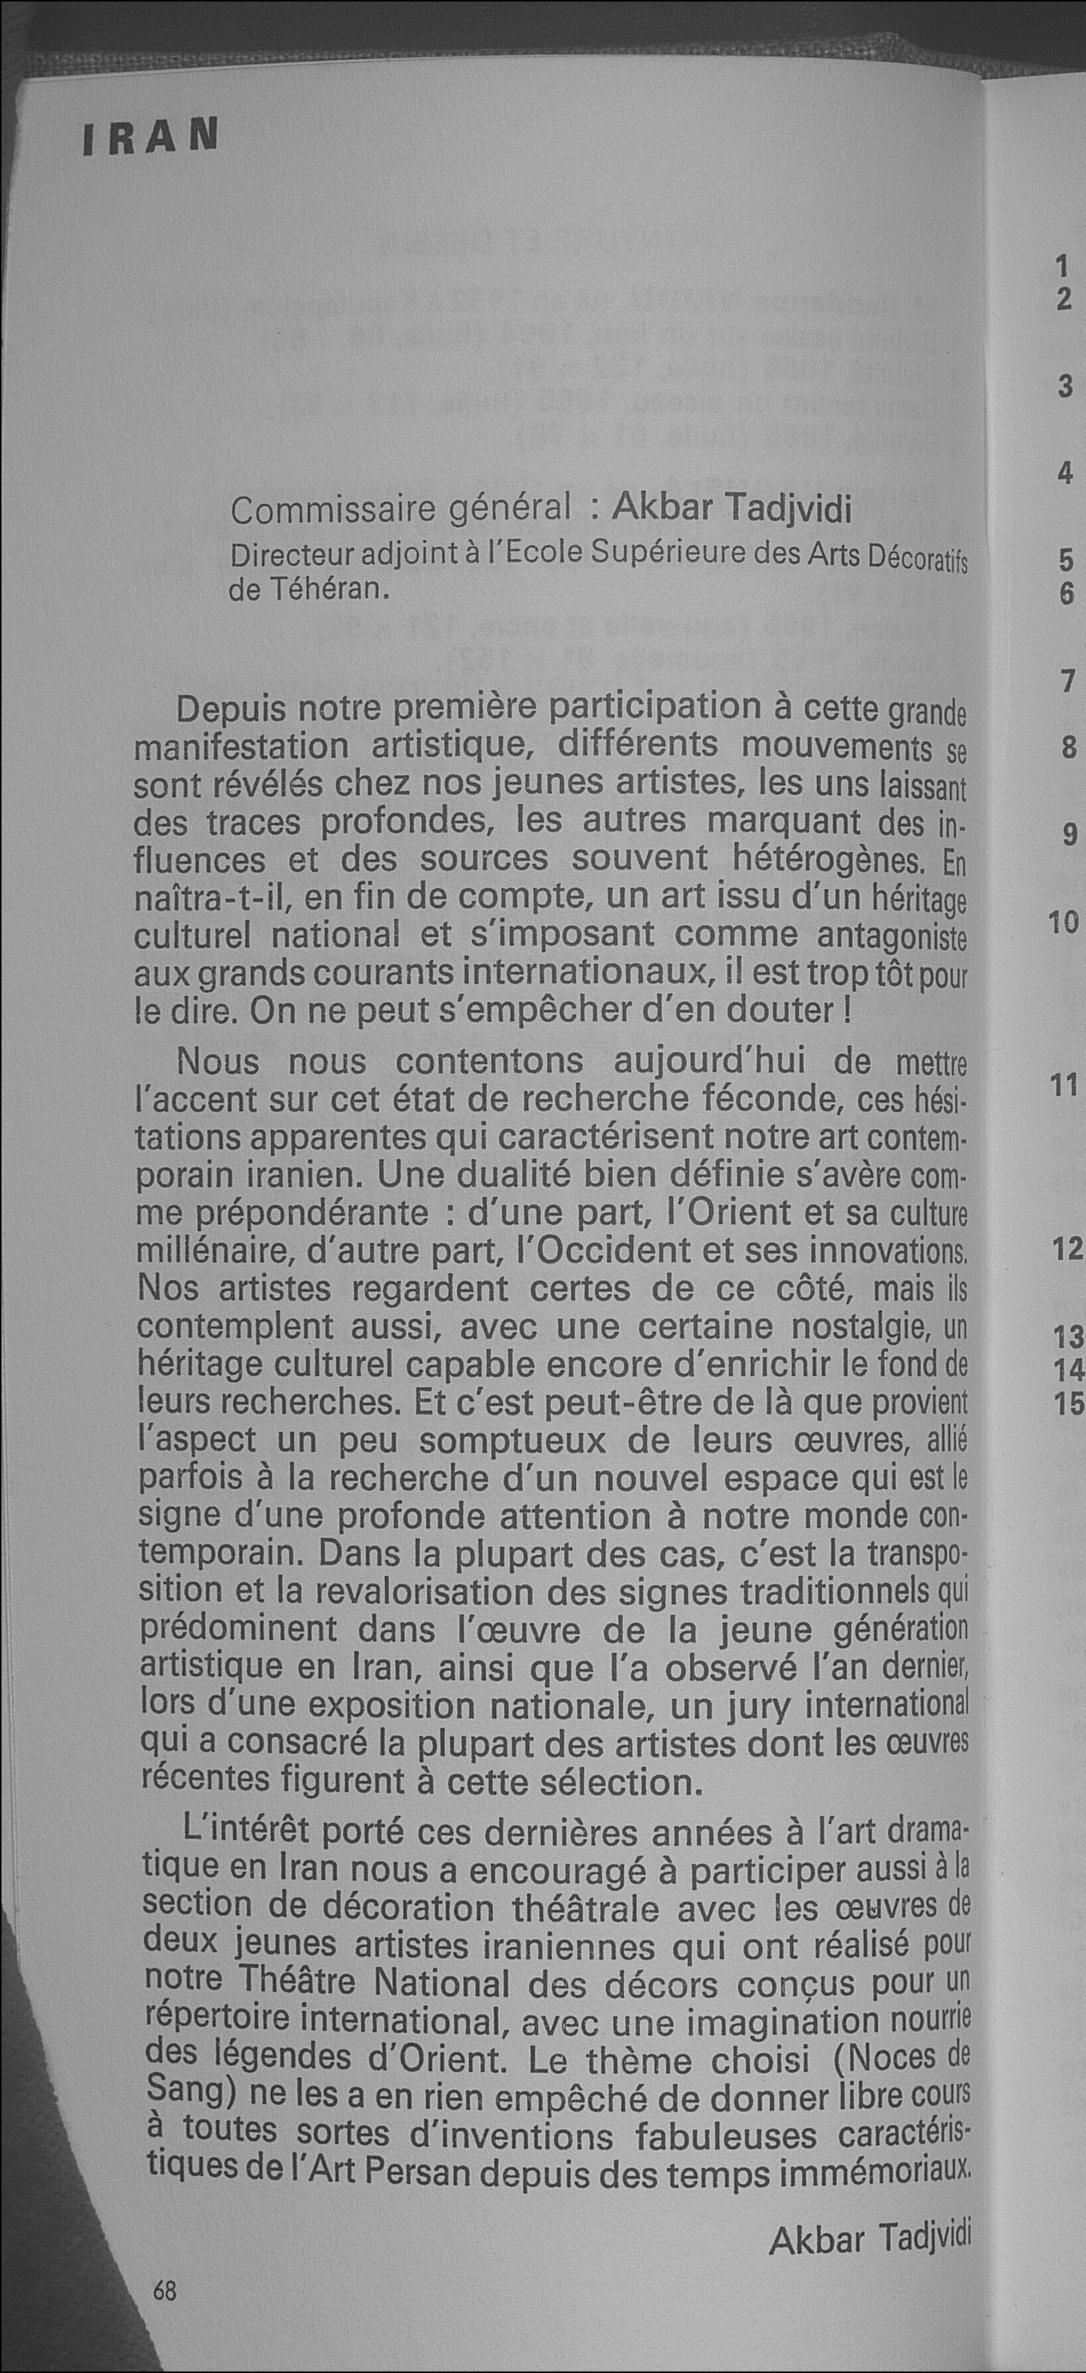 IRAN
Commissaire général : Akbar Tadjvidi
Directeur adjoint à l'Ecole Supérieure des Arts Décoratifs
de Téhéran.
Depuis notre première participation à cette grande
manifestation artistique, différents mouvements se
sont révélés chez nos jeunes artistes, les uns laissant
des traces profondes, les autres marquant des in-
fluences et des sources souvent hétérogènes. En
naîtra-t-il, en fin de compte, un art issu d'un héritage
culturel national et s'imposant comme antagoniste
aux grands courants internationaux, il est trop tôt pour
le dire. On ne peut s'empêcher d'en douter !
Nous nous contentons aujourd'hui de mettre
l'accent sur cet état de recherche féconde, ces hési-
tations apparentes qui caractérisent notre art contem-
porain iranien. Une dualité bien définie s'avère com-
me prépondérante : d'une part, l'Orient et sa culture
millénaire, d'autre part, l'Occident et ses innovations.
Nos artistes regardent certes de ce côté, mais ils
contemplent aussi, avec une certaine nostalgie, un
héritage culturel capable encore d'enrichir le fond de
leurs recherches. Et c'est peut-être de là que provient
l'aspect un peu somptueux de leurs œuvres, allié
parfois à la recherche d'un nouvel espace qui est le
signe d'une profonde attention à notre monde con-
temporain. Dans la plupart des cas, c'est la transpo-
sition et la revalorisation des signes traditionnels qui
prédominent dans l'œuvre de la jeune génération
artistique en Iran, ainsi que l'a observé l'an dernier,
lors d'une exposition nationale, un jury international
qui a consacré la plupart des artistes dont les œuvres
récentes figurent à cette sélection.
L'intérêt porté ces dernières années à l'art drama-
tique en Iran nous a encouragé à participer aussi à la
section de décoration théâtrale avec les œuvres de
deux jeunes artistes iraniennes qui ont réalisé pour
notre Théâtre National des décors conçus pour un
répertoire international, avec une imagination nourrie
des légendes d'Orient. Le thème choisi (Noces de
Sang) ne les a en rien empêché de donner libre cours
à toutes sortes d'inventions fabuleuses caractéris-
tiques de l'Art Persan depuis des temps immémoriaux.
Akbar Tadjvidi
68
1
2
3
4
5
6
7
8
9
10
11
12
13
14
15